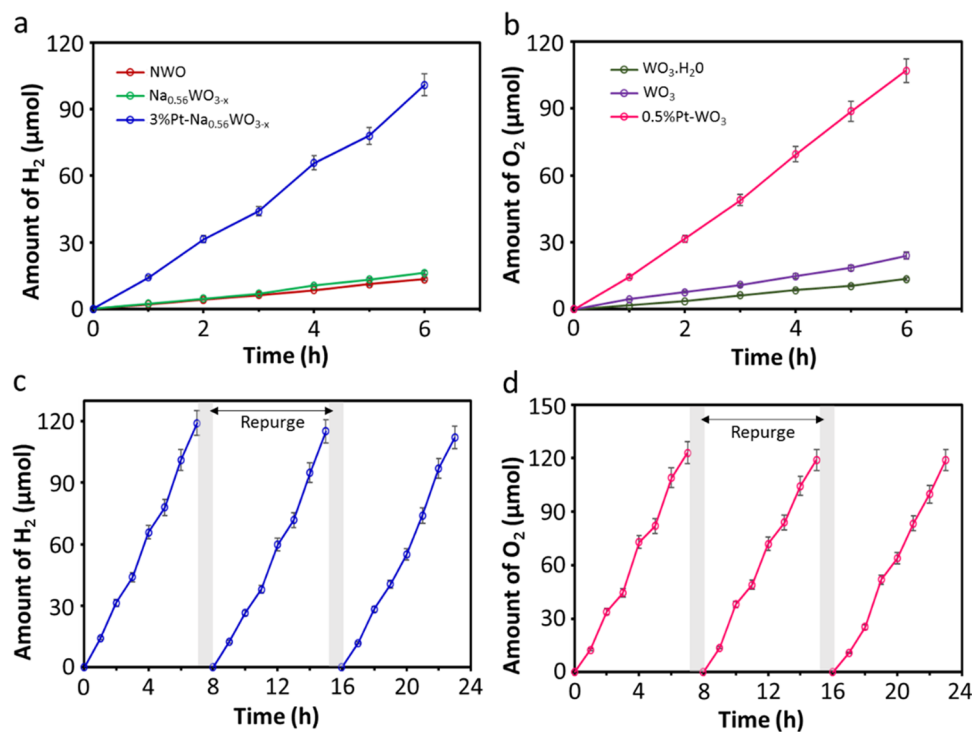 a
120
90
60
30
0
Amount of H₂ (μmol)
NWO
Na₀.₅₆WO₃₋ₓ
3%Pt-Na₀.₅₆WO₃₋ₓ
0 2 4 6
Time (h)
b
120
90
60
30
0
Amount of O₂ (μmol)
WO₃.H₂0
WO₃
0.5%Pt-WO₃
0 2 4 6
Time (h)
c
120
90
60
30
0
Amount of H₂ (μmol)
Repurge
0 4 8 12 16 20 24
Time (h)
d
150
120
90
60
30
0
Amount of O₂ (μmol)
Repurge
0 4 8 12 16 20 24
Time (h)